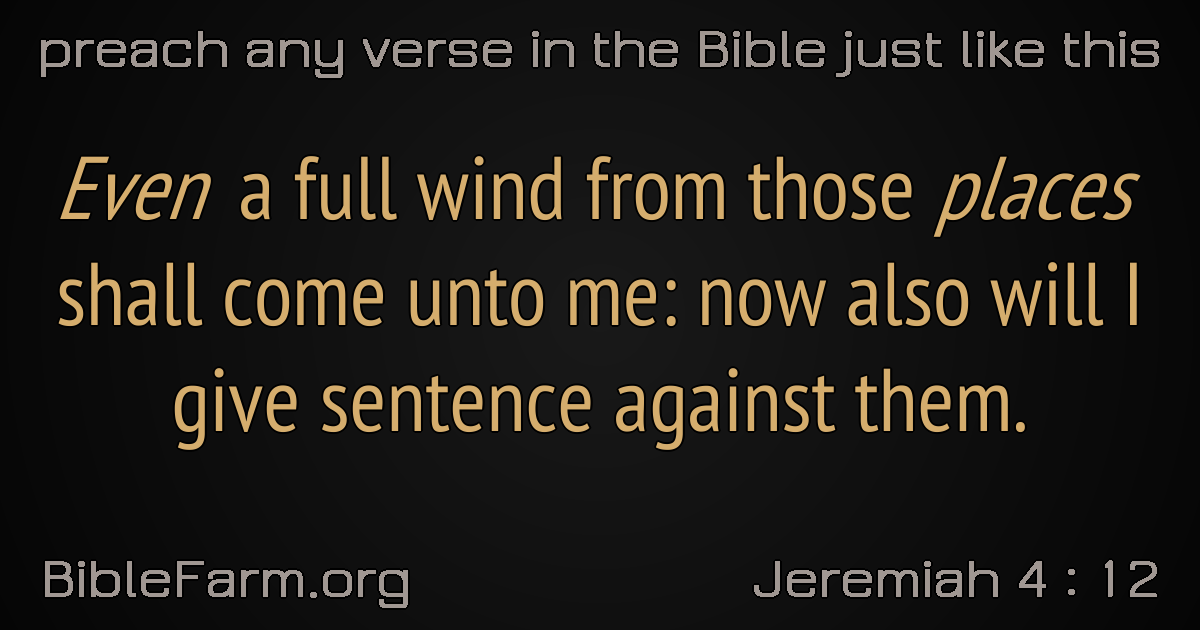 preach any verse in the Bible just like this
Even a full wind from those places
shall come unto me: now also will I
give sentence against them.
BibleFarm.org
Jeremiah 4 : 12